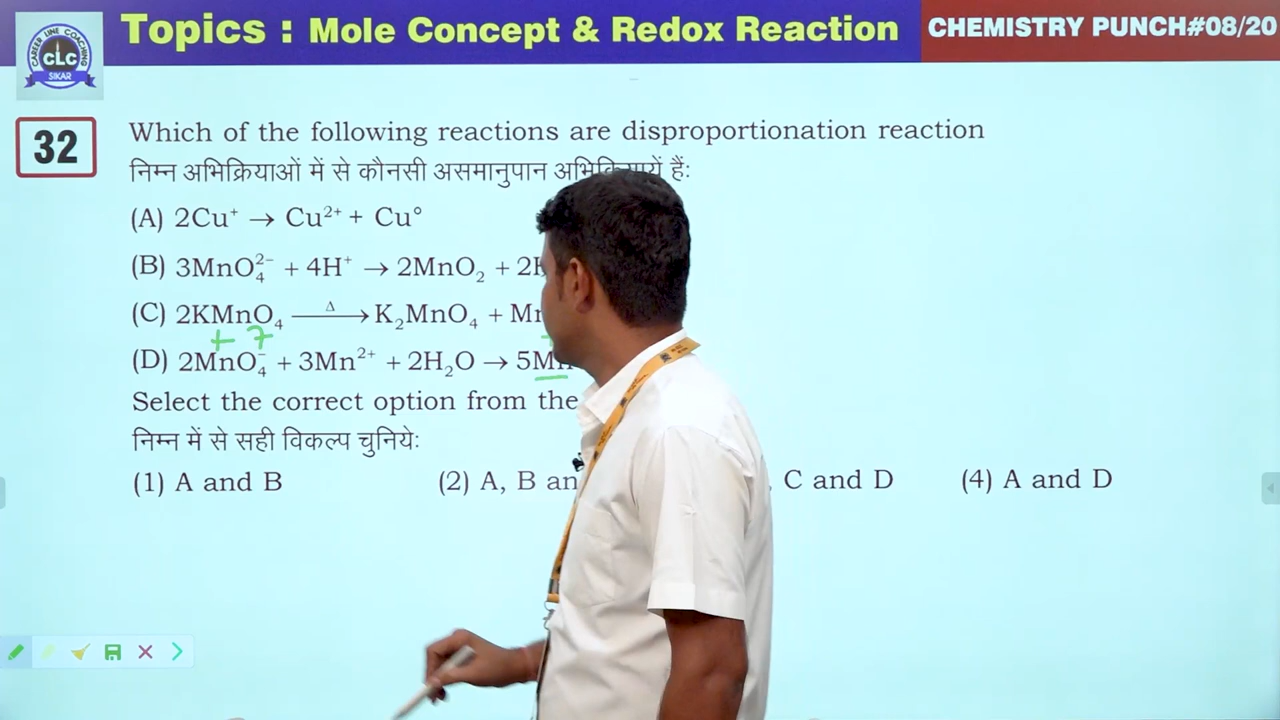 CAREER LINE COACHING
CLC
SIKAR
Topics : Mole Concept & Redox Reaction
CHEMISTRY PUNCH#08/20
32
Which of the following reactions are disproportionation reaction
निम्न अभिक्रियाओं में से कौनसी असमानुपान अभिक्रियायें हैं:
(A) 2Cu⁺ → Cu²⁺ + Cu°
(B) 3MnO₄²⁻ + 4H⁺ → 2MnO₂ + 2
(C) 2KMnO₄ —Δ→ K₂MnO₄ +
+7
(D) 2MnO₄⁻ + 3Mn²⁺ + 2H₂O →
Select the correct option from the
निम्न में से सही विकल्प चुनिये:
(1) A and B (2) A, B C and D (4) A and D